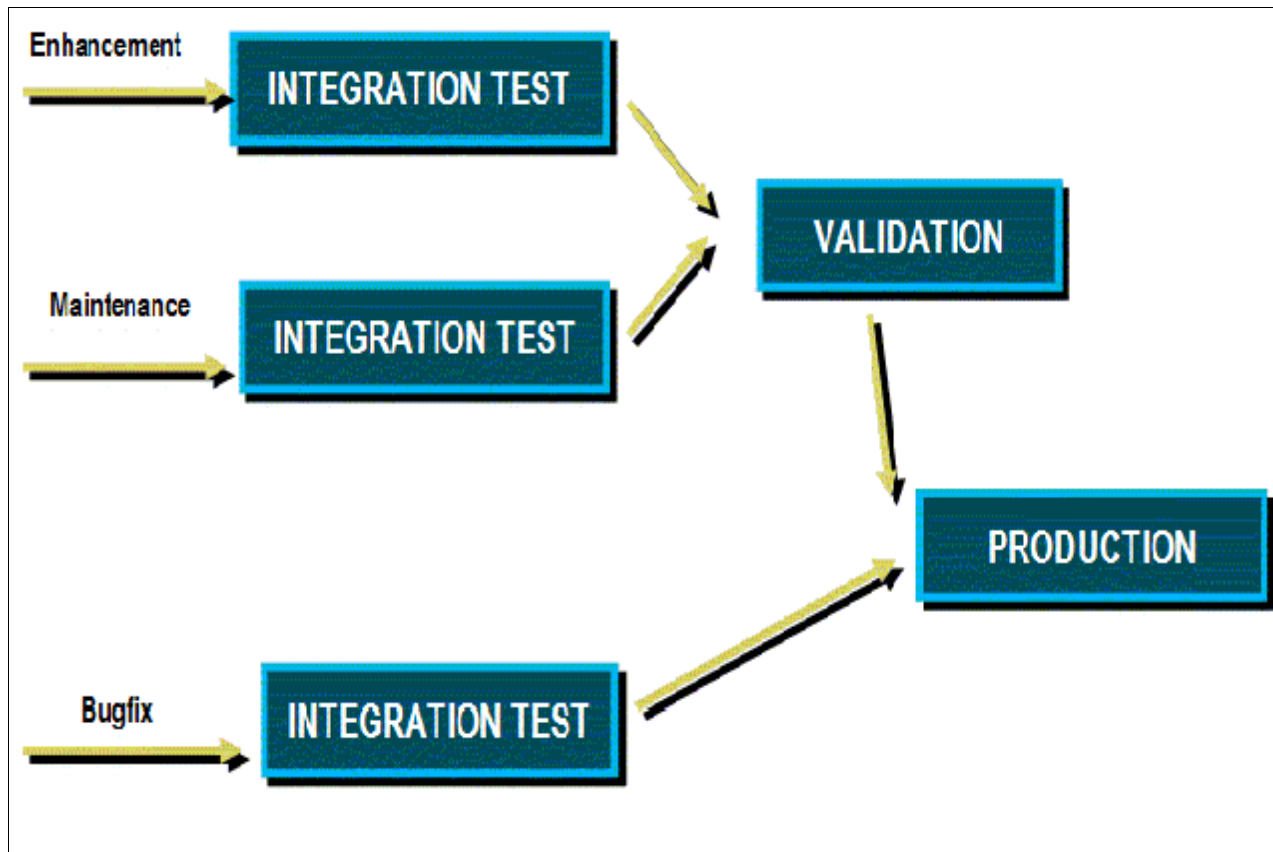 Enhancement
INTEGRATION TEST
VALIDATION
Maintenance
INTEGRATION TEST
PRODUCTION
Bugfix
INTEGRATION TEST